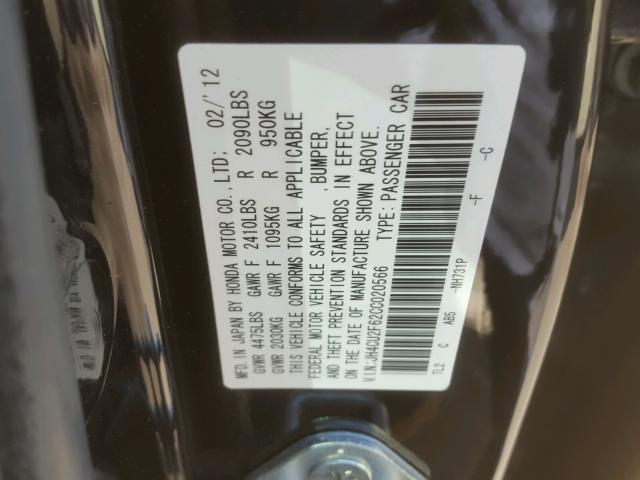 MFD. IN JAPAN BY HONDA MOTOR CO., LTD; 02/'12
GVWR 4475LBS GAWR F 2410LBS R 2090LBS
GVWR 2030KG GAWR F 1095KG R 950KG
THIS VEHICLE CONFORMS TO ALL APPLICABLE
FEDERAL MOTOR VEHICLE SAFETY , BUMPER,
AND THEFT PREVENTION STANDARDS IN EFFECT
ON THE DATE OF MANUFACTURE SHOWN ABOVE.
V.I.N.:JH4CU2F62CC020566 TYPE: PASSENGER CAR
TL2 C AB5 -NH731P -F -C